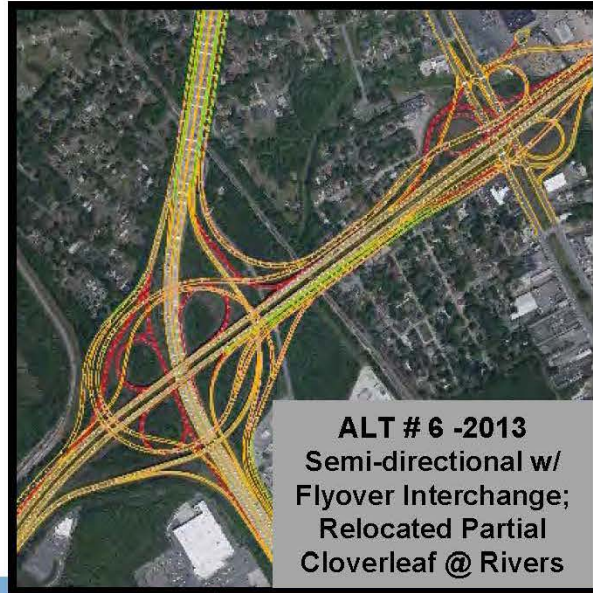 ALT # 6 -2013
Semi-directional w/
Flyover Interchange;
Relocated Partial
Cloverleaf @ Rivers